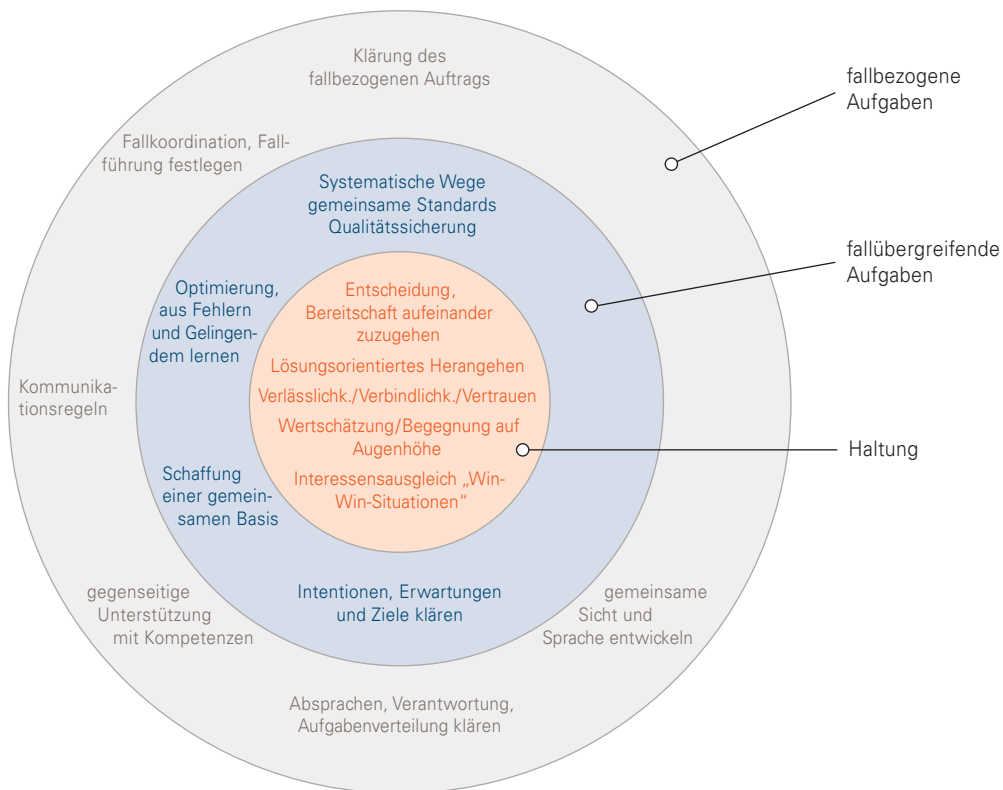 Klärung des
fallbezogenen Auftrags
fallbezogene
Aufgaben
Fallkoordination, Fall-
führung festlegen
Systematische Wege
gemeinsame Standards
Qualitätssicherung
fallübergreifende
Aufgaben
Optimierung,
aus Fehlern
und Gelingen-
dem lernen
Entscheidung,
Bereitschaft aufeinander
zuzugehen
Lösungsorientiertes Herangehen
Verlässlichk./Verbindlichk./Vertrauen
Wertschätzung/Begegnung auf
Augenhöhe
Interessensausgleich „Win-
Win-Situationen“
Kommunika-
tionsregeln
Haltung
Schaffung
einer gemein-
samen Basis
gegenseitige
Unterstützung
mit Kompetenzen
Intentionen, Erwartungen
und Ziele klären
gemeinsame
Sicht und
Sprache entwickeln
Absprachen, Verantwortung,
Aufgabenverteilung klären